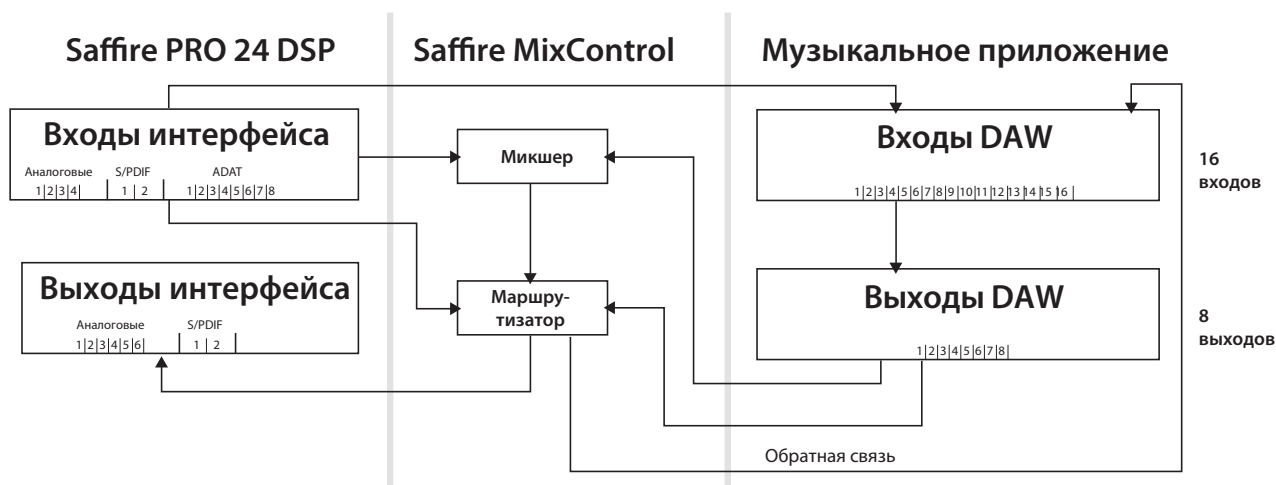 Saffire PRO 24 DSP
Saffire MixControl
Музыкальное приложение
Входы интерфейса
Аналоговые S/PDIF ADAT
1|2|3|4| 1 | 2 1|2|3|4|5|6|7|8
Микшер
Входы DAW
1|2|3|4|5|6|7|8|9|10|11|12|13|14|15|16 |
16
входов
Выходы интерфейса
Аналоговые S/PDIF
1|2|3|4|5|6| 1 | 2
Маршру-
тизатор
Выходы DAW
1|2|3|4|5|6|7|8|
8
выходов
Обратная связь